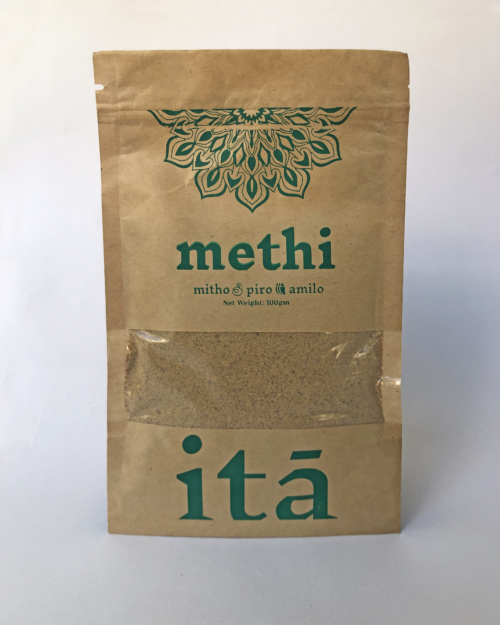 methi
mitho piro amilo
Net Weight: 100gm
itā